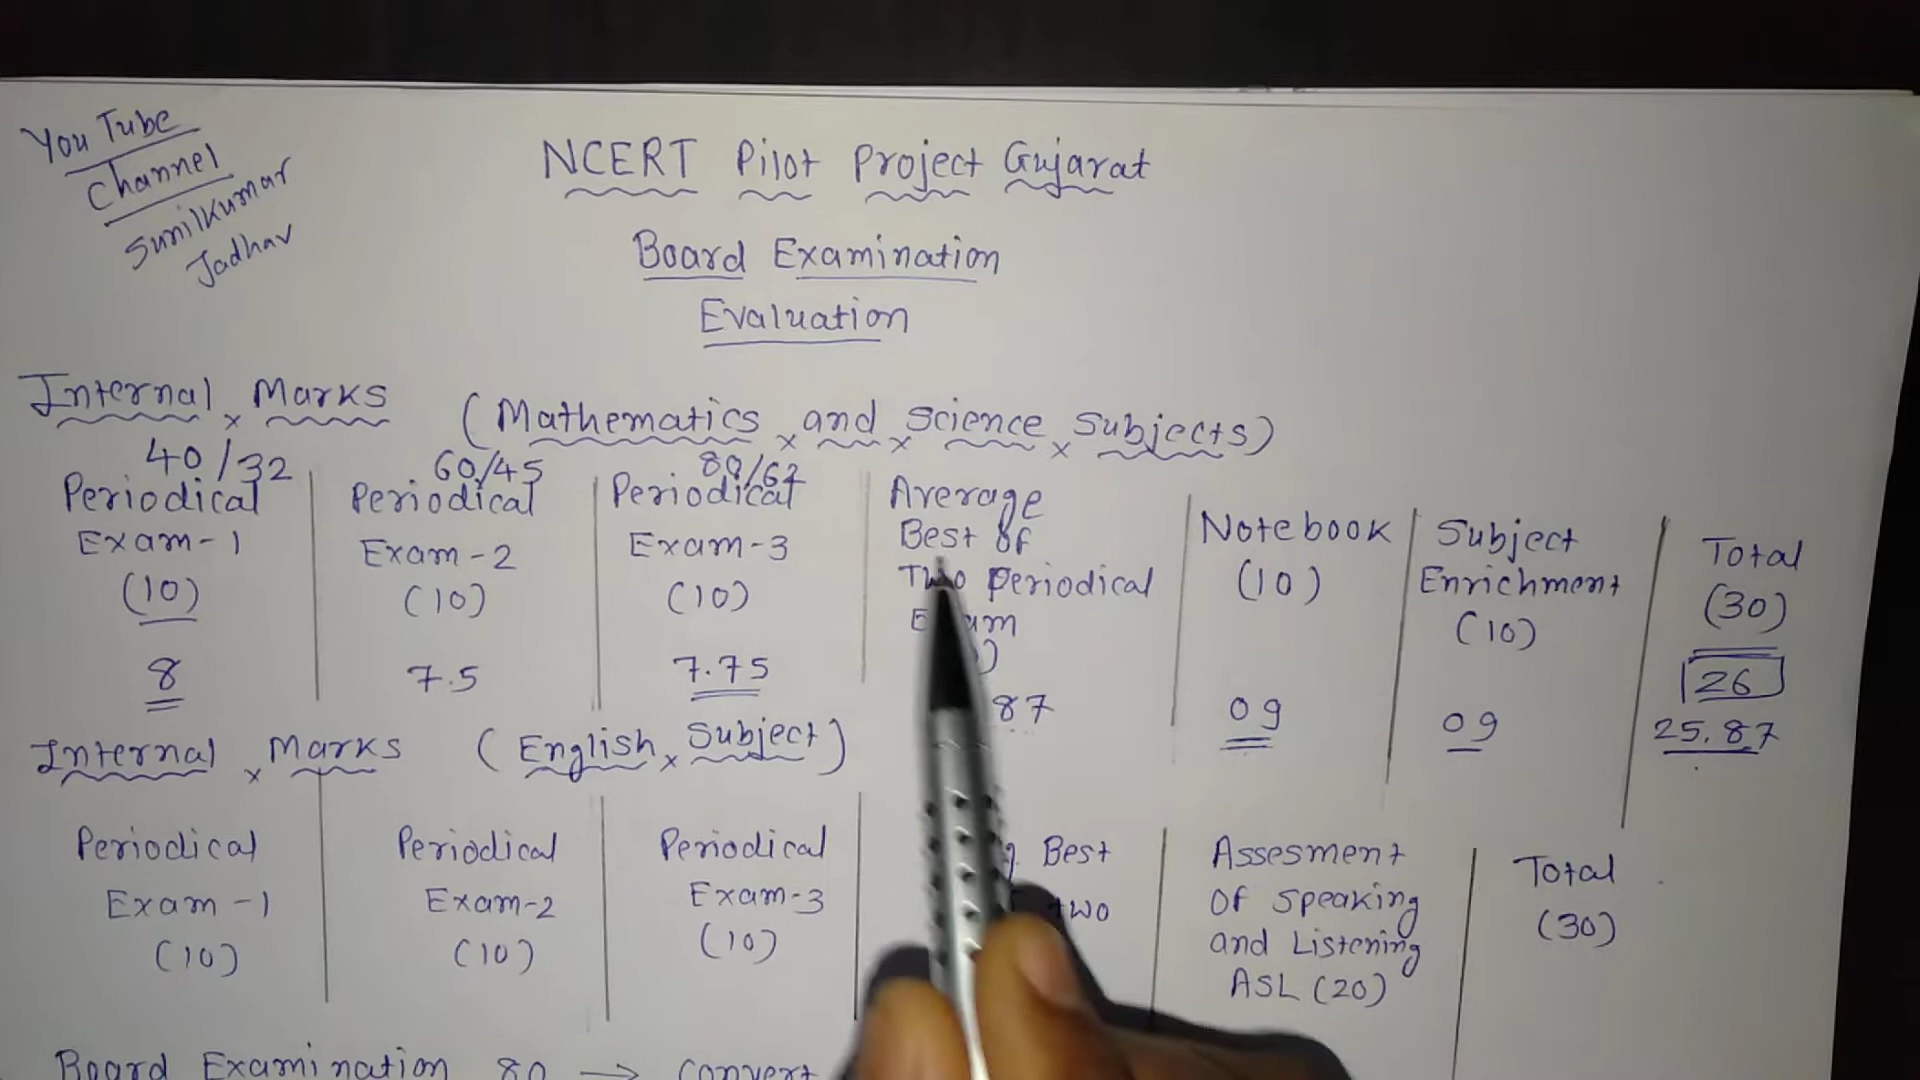 You Tube
Channel
Sunilkumar
Jadhav
NCERT Pilot Project Gujarat
Board Examination
Evaluation
Internal Marks
(Mathematics and Science Subjects)
40/32
Periodical
Exam-1
(10)
8
60/45
Periodical
Exam-2
(10)
7.5
80/62
Periodical
Exam-3
(10)
7.75
Average
Best of
Two Periodical
87
Notebook
(10)
09
Subject
Enrichment
(10)
09
Total
(30)
26
25.87
Internal Marks (English Subject)
Periodical
Exam-1
(10)
Periodical
Exam-2
(10)
Periodical
Exam-3
(10)
Best
two
Assesment
of speaking
and Listening
ASL (20)
Total
(30)
Board Examination 80 → convert